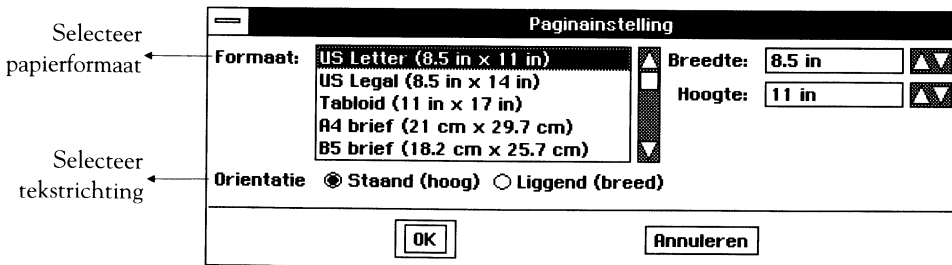 Paginainstelling
Selecteer
papierformaat
Formaat:
US Letter (8.5 in x 11 in)
US Legal (8.5 in x 14 in)
Tabloid (11 in x 17 in)
A4 brief (21 cm x 29.7 cm)
B5 brief (18.2 cm x 25.7 cm)
Breedte: 8.5 in
Hoogte: 11 in
Selecteer
tekstrichting
Orientatie Staand (hoog) Liggend (breed)
OK Annuleren